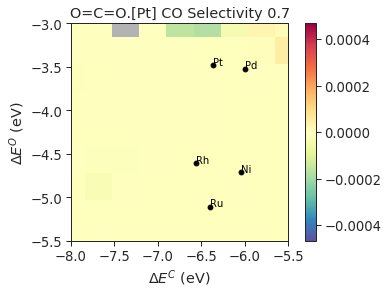 O=C=O.[Pt] CO Selectivity 0.7
−3.0
−3.5
−4.0
−4.5
−5.0
−5.5
ΔE^O (eV)
Pt
Pd
Rh
Ni
Ru
−8.0 −7.5 −7.0 −6.5 −6.0 −5.5
ΔE^C (eV)
0.0004
0.0002
0.0000
−0.0002
−0.0004